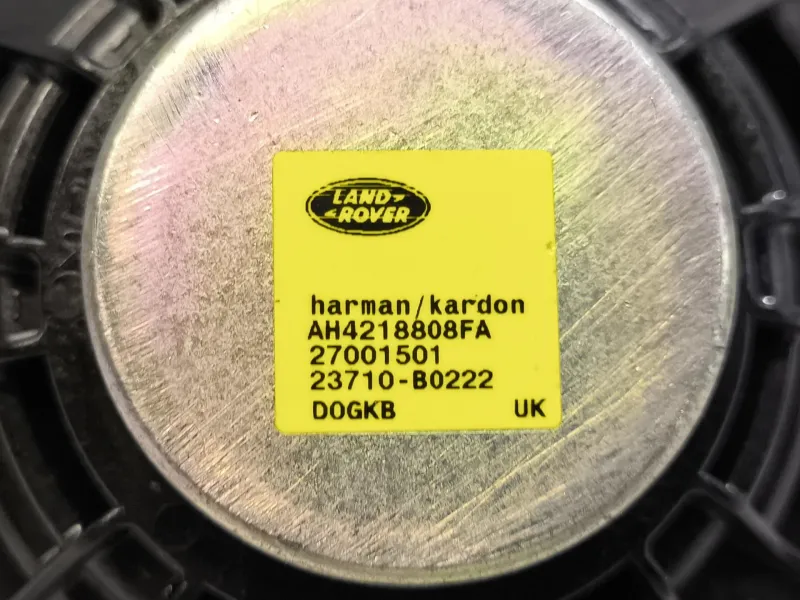 LAND
ROVER
harman/kardon
AH4218808FA
27001501
23710-B0222
D0GKB UK